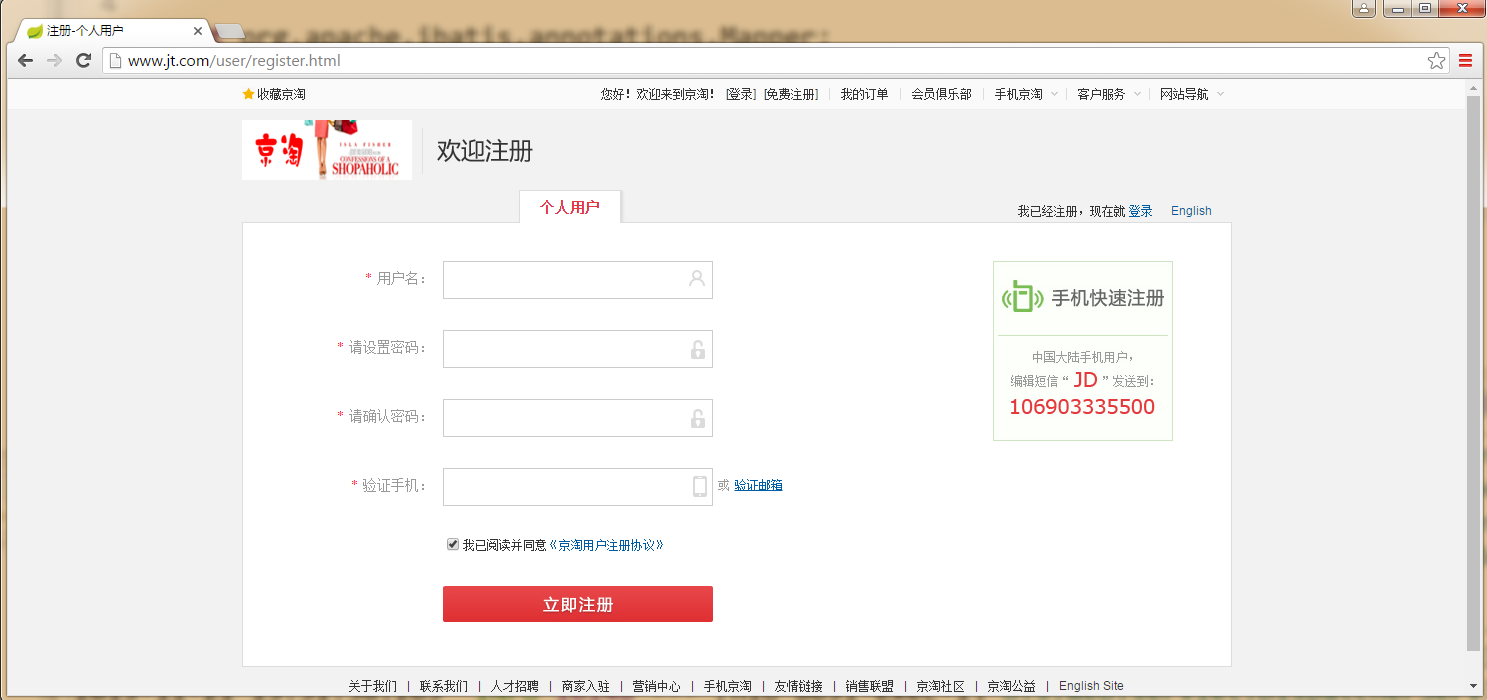 org.apache.ibatis.annotations.Mapper;
注册-个人用户
www.jt.com/user/register.html
收藏京淘 您好！欢迎来到京淘！ [登录] [免费注册] 我的订单 会员俱乐部 手机京淘 客户服务 网站导航
京淘 ISLA FISHER CONFESSIONS OF A SHOPAHOLIC 欢迎注册
个人用户 我已经注册，现在就 登录 English
* 用户名：
* 请设置密码：
* 请确认密码：
* 验证手机： 或 验证邮箱
我已阅读并同意《京淘用户注册协议》
立即注册
手机快速注册
中国大陆手机用户，
编辑短信“ JD ”发送到：
106903335500
关于我们 | 联系我们 | 人才招聘 | 商家入驻 | 营销中心 | 手机京淘 | 友情链接 | 销售联盟 | 京淘社区 | 京淘公益 | English Site